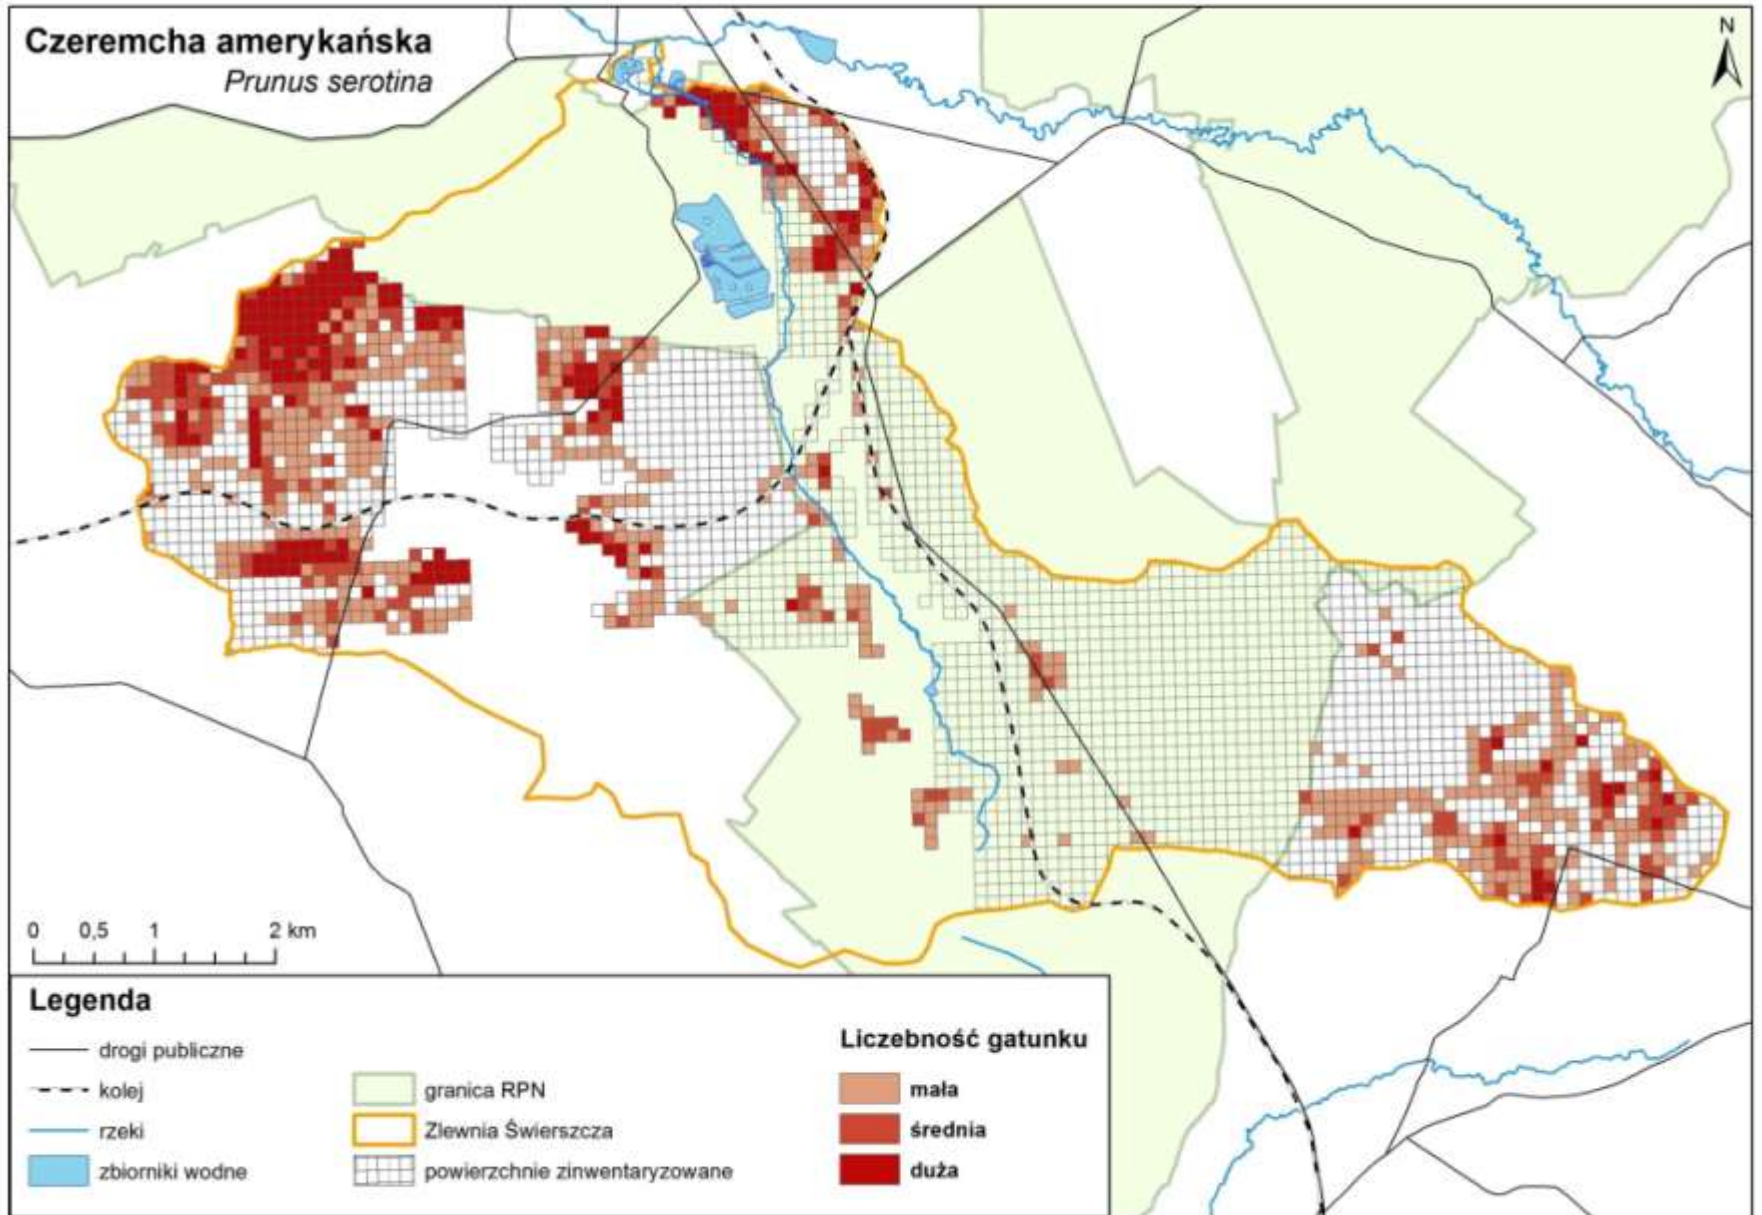 Czeremcha amerykańska
Prunus serotina
N
0 0,5 1 2 km
Legenda
drogi publiczne
kolej
rzeki
zbiorniki wodne
granica RPN
Zlewnia Świerszcza
powierzchnie zinwentaryzowane
Liczebność gatunku
mała
średnia
duża